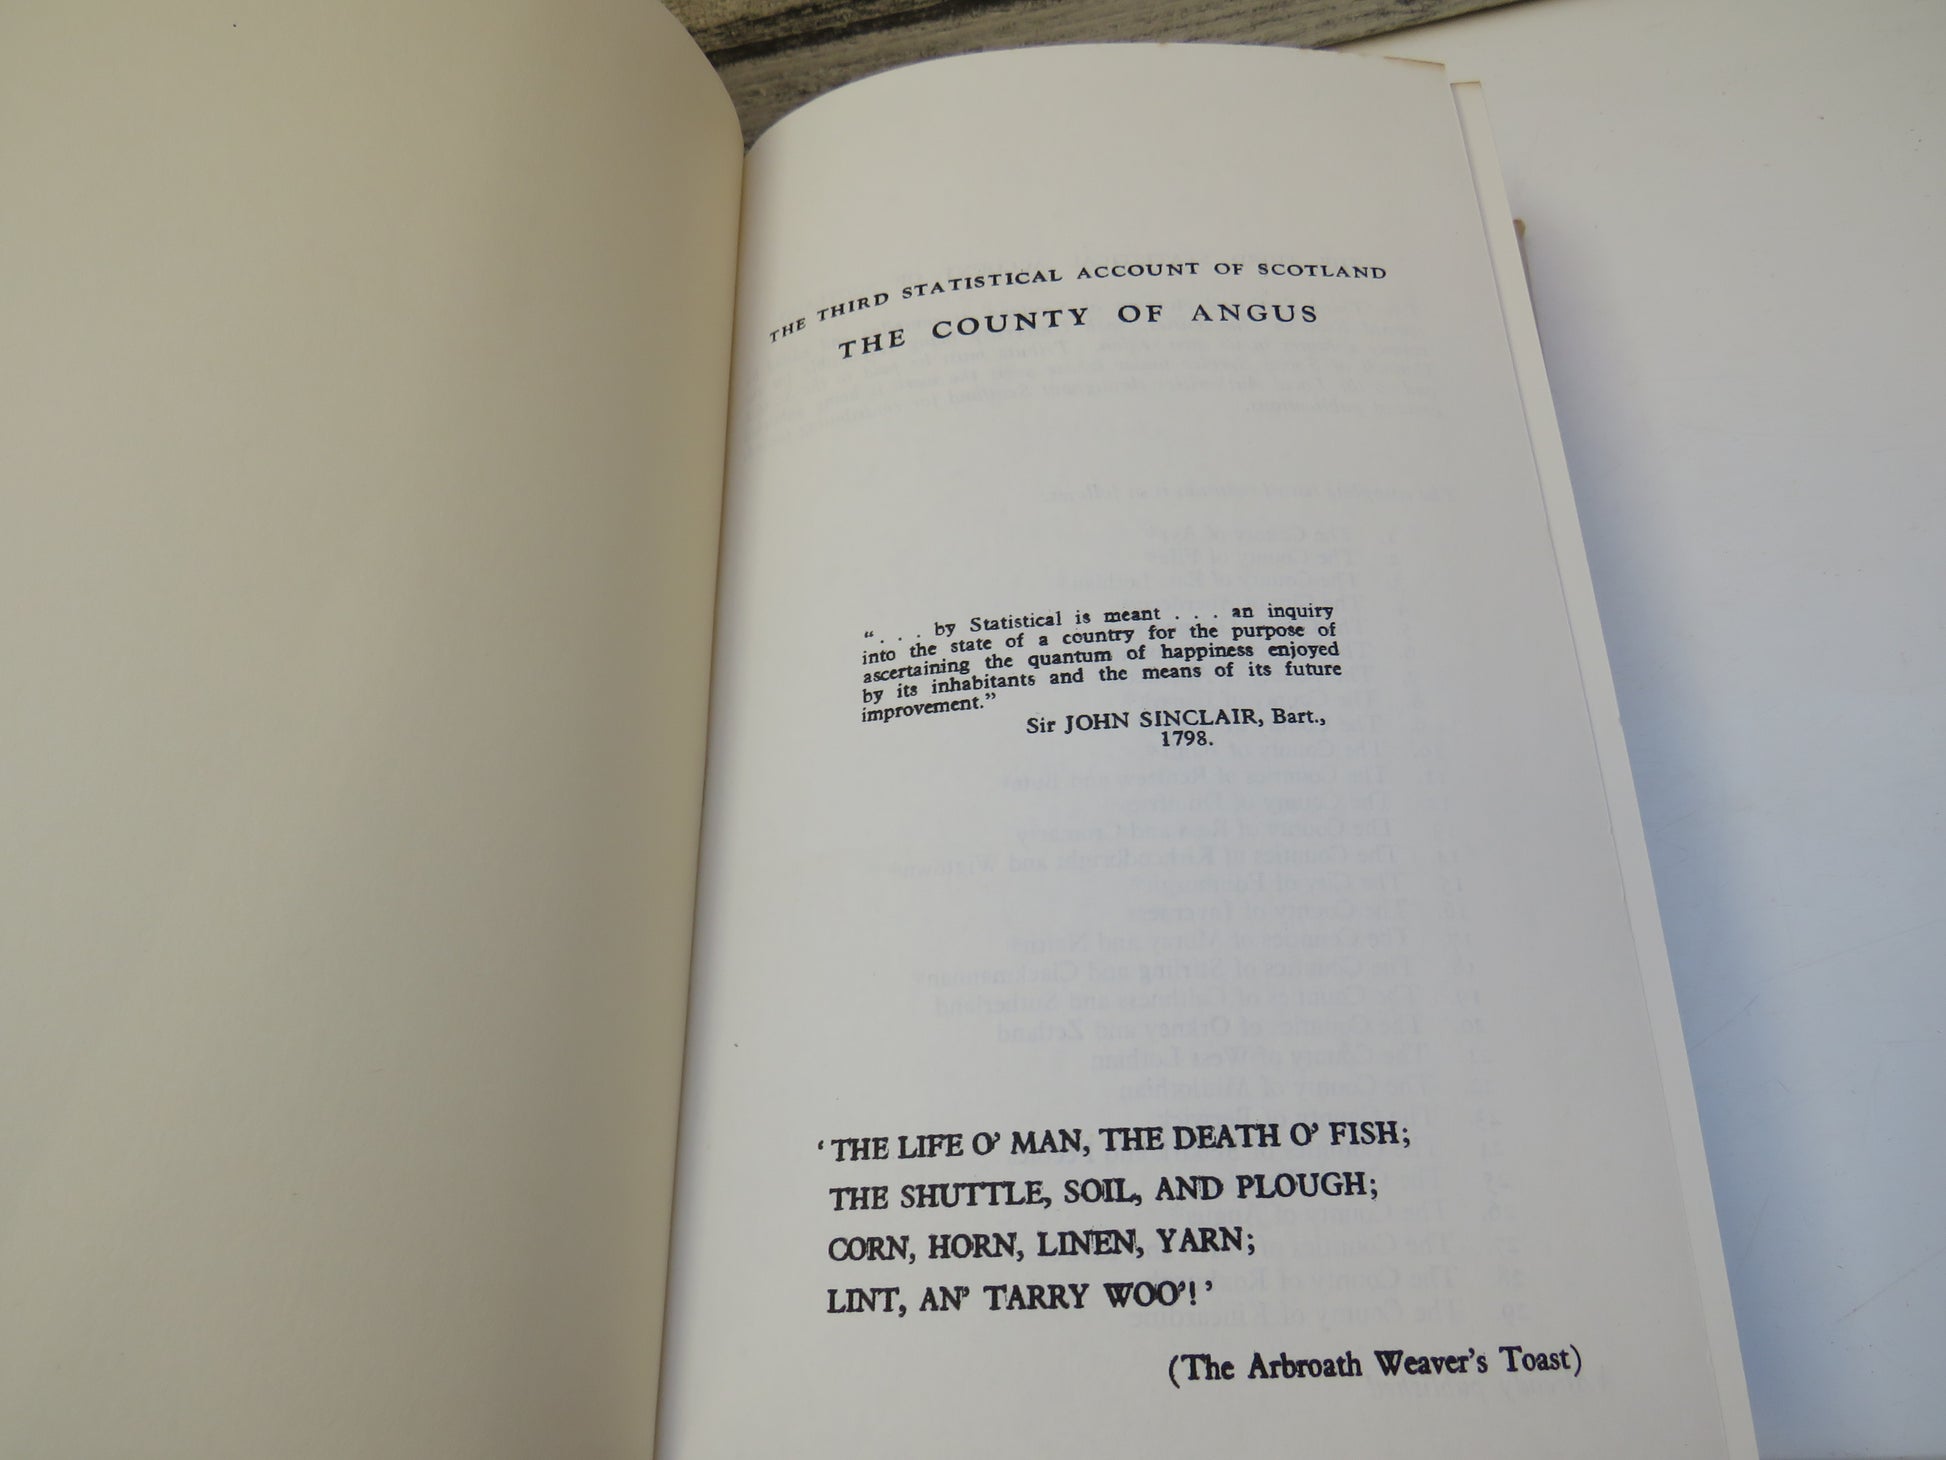 THE THIRD STATISTICAL ACCOUNT OF SCOTLAND
THE COUNTY OF ANGUS
“. . . by Statistical is meant . . . an inquiry
into the state of a country for the purpose of
ascertaining the quantum of happiness enjoyed
by its inhabitants and the means of its future
improvement.”
Sir JOHN SINCLAIR, Bart.,
1798.
‘THE LIFE O’ MAN, THE DEATH O’ FISH;
THE SHUTTLE, SOIL, AND PLOUGH;
CORN, HORN, LINEN, YARN;
LINT, AN’ TARRY WOO’!’
(The Arbroath Weaver’s Toast)